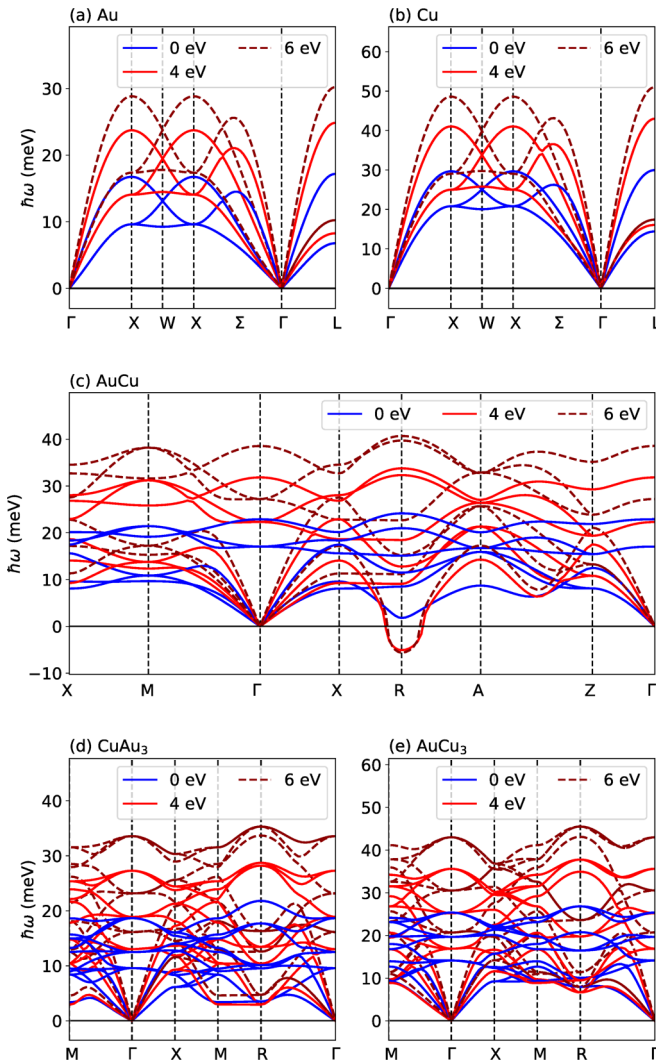 (a) Au
0 eV
4 eV
6 eV
ħω (meV)
30
20
10
0
Γ X W X Σ Γ L
(b) Cu
0 eV
4 eV
6 eV
60
50
40
30
20
10
0
Γ X W X Σ Γ L
(c) AuCu
0 eV 4 eV 6 eV
ħω (meV)
40
30
20
10
0
−10
X M Γ X R A Z Γ
(d) CuAu₃
0 eV
4 eV
6 eV
ħω (meV)
40
30
20
10
0
M Γ X M R Γ
(e) AuCu₃
0 eV
4 eV
6 eV
60
50
40
30
20
10
0
M Γ X M R Γ